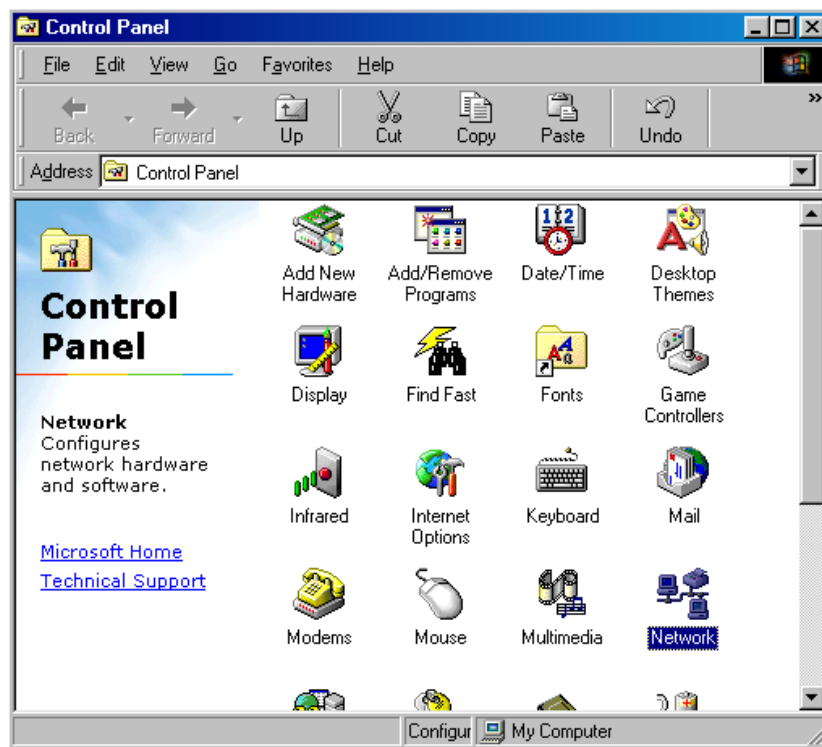 Control Panel
File Edit View Go Favorites Help
Back Forward Up Cut Copy Paste Undo »
Address Control Panel
Control
Panel
Network
Configures
network hardware
and software.
Microsoft Home
Technical Support
Add New
Hardware
Add/Remove
Programs
Date/Time
Desktop
Themes
Display
Find Fast
Fonts
Game
Controllers
Infrared
Internet
Options
Keyboard
Mail
Modems
Mouse
Multimedia
Network
Configur My Computer